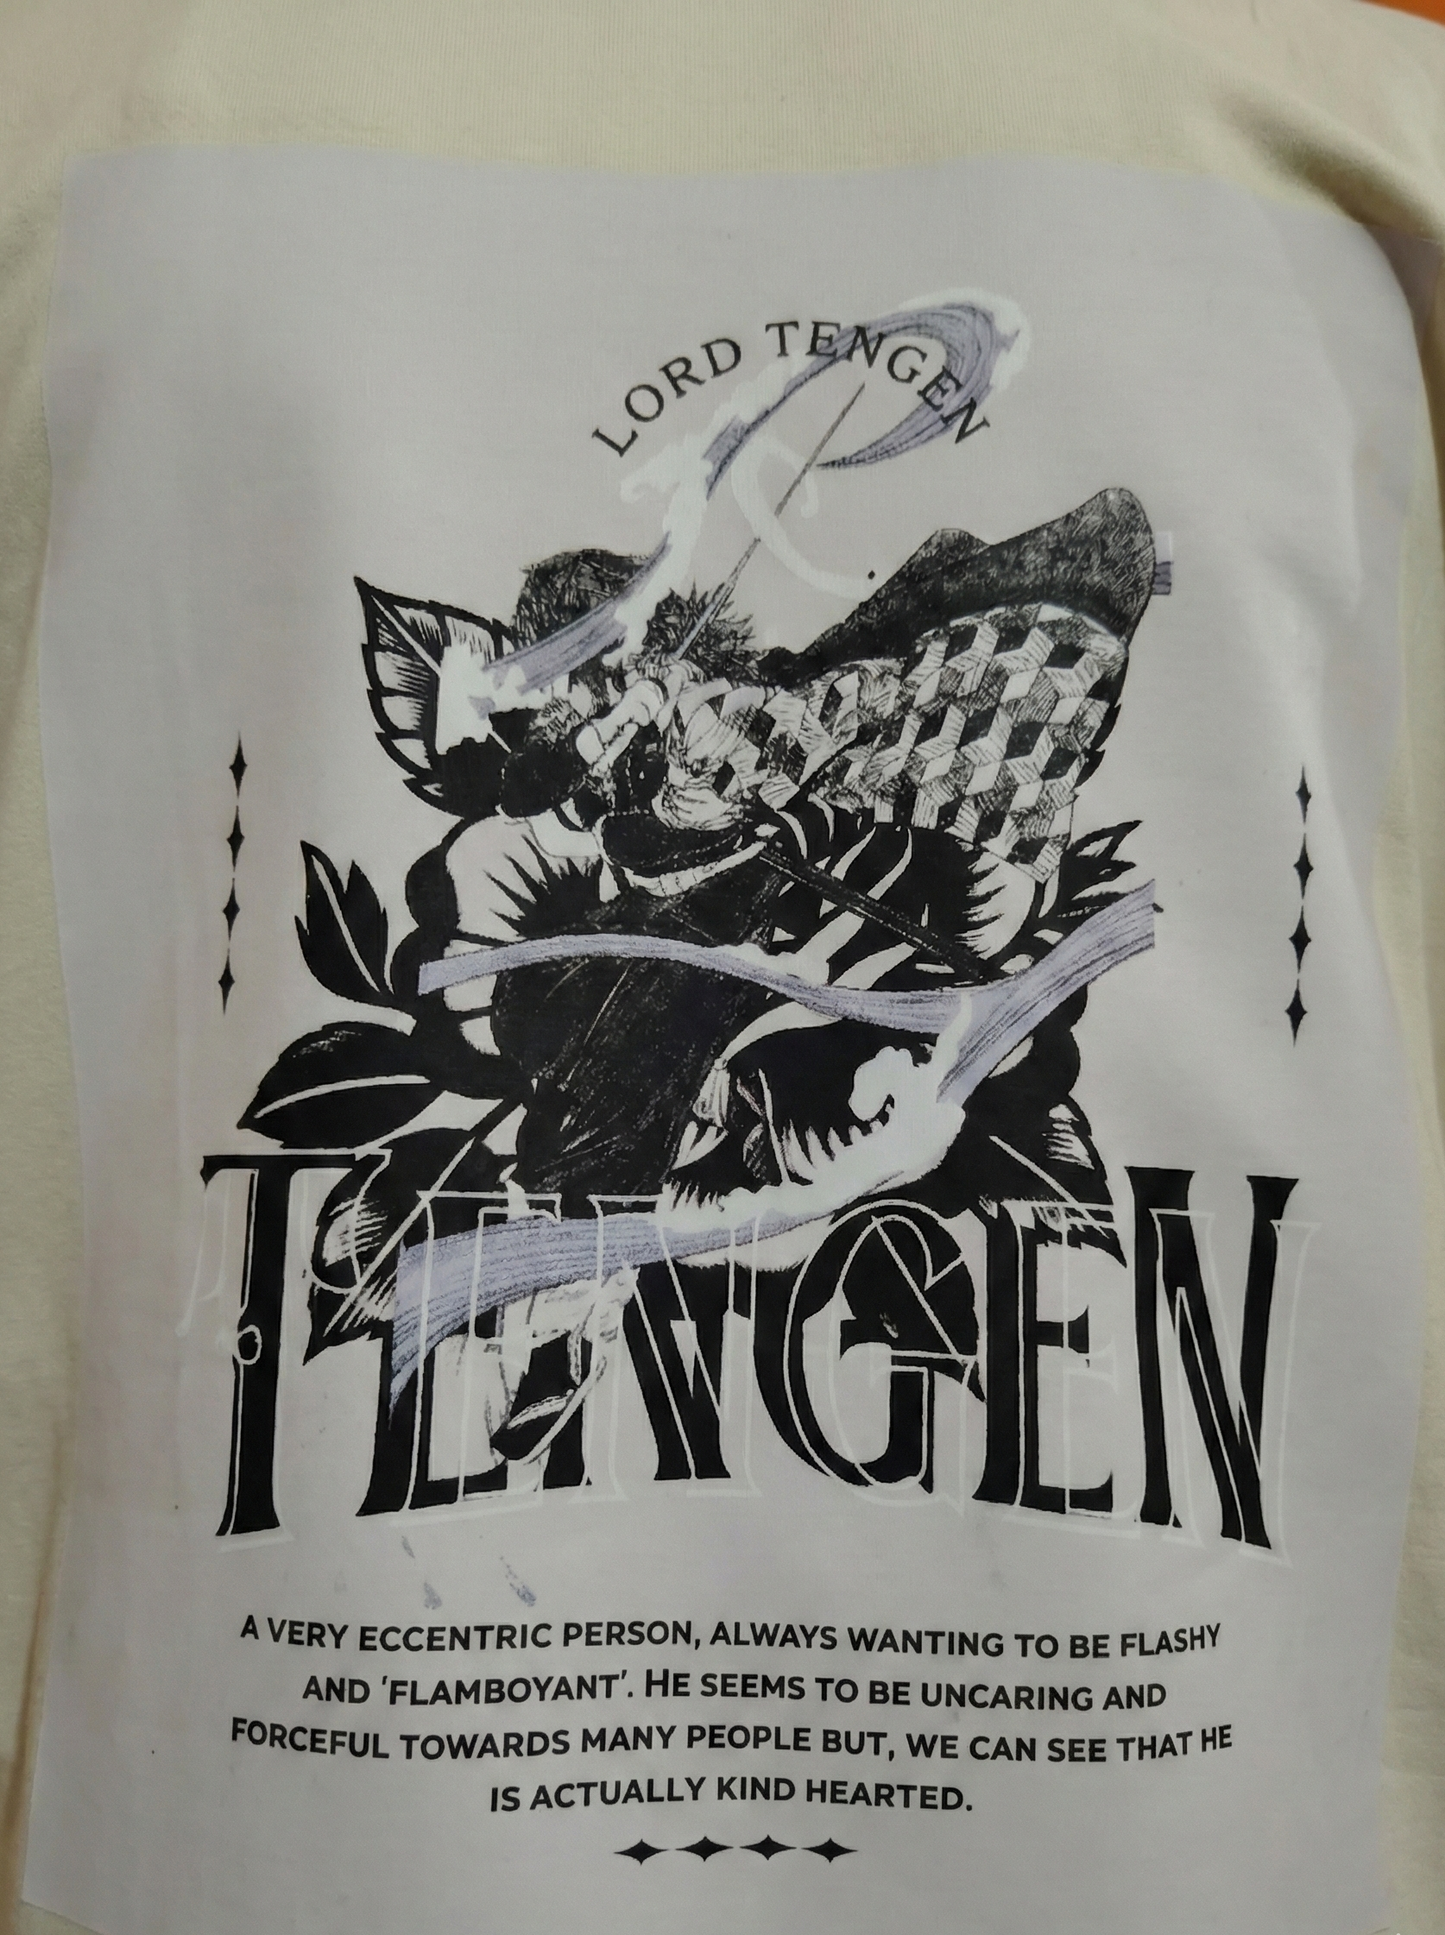 LORD TENGEN
TENGEN
A VERY ECCENTRIC PERSON, ALWAYS WANTING TO BE FLASHY
AND 'FLAMBOYANT'. HE SEEMS TO BE UNCARING AND
FORCEFUL TOWARDS MANY PEOPLE BUT, WE CAN SEE THAT HE
IS ACTUALLY KIND HEARTED.